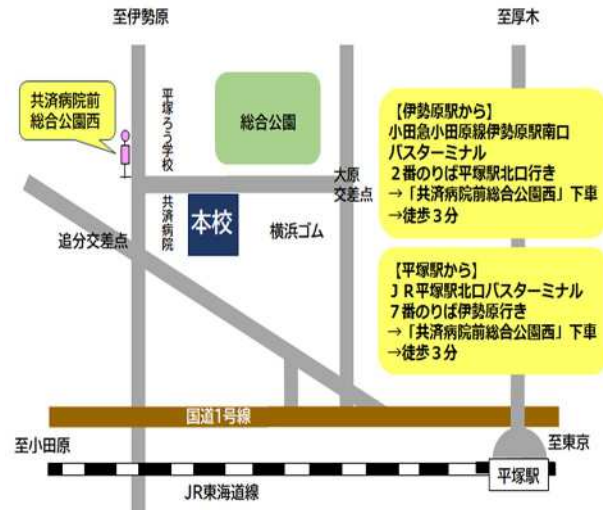 至伊勢原
至厚木
共済病院前
総合公園西
平塚ろう学校
総合公園
大原
交差点
共済病院
本校
横浜ゴム
追分交差点
【伊勢原駅から】
小田急小田原線伊勢原駅南口
バスターミナル
２番のりば平塚駅北口行き
→「共済病院前総合公園西」下車
→徒歩３分
【平塚駅から】
ＪＲ平塚駅北口バスターミナル
７番のりば伊勢原行き
→「共済病院前総合公園西」下車
→徒歩３分
国道1号線
至小田原
至東京
平塚駅
JR東海道線